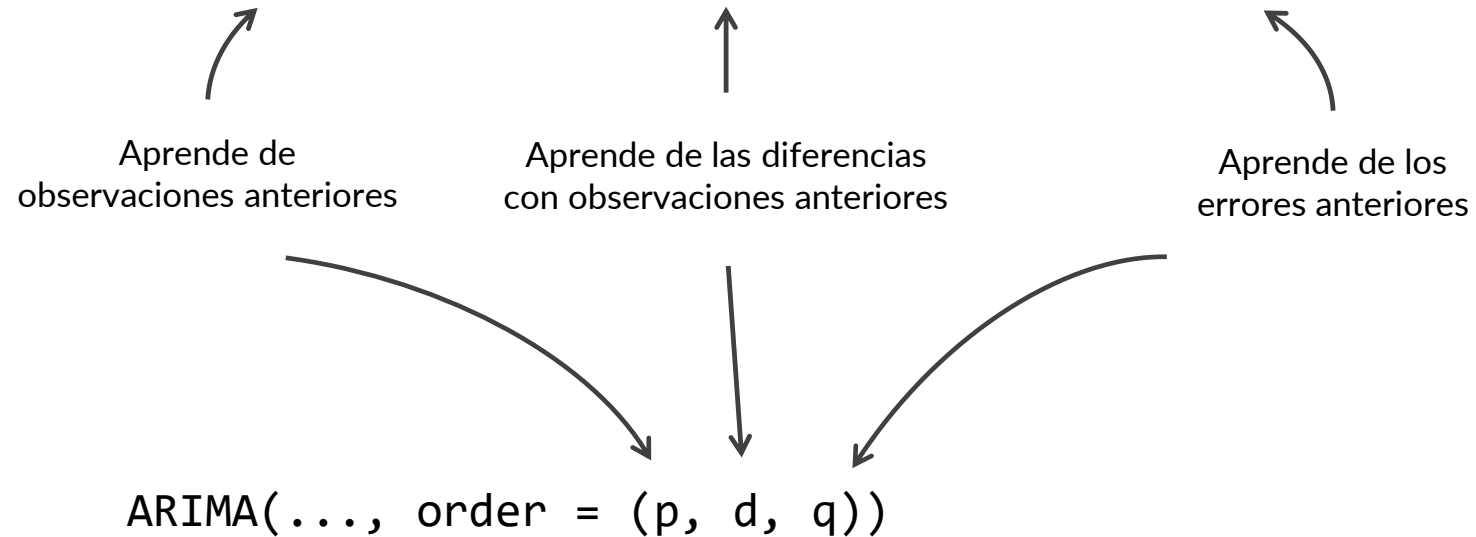 Aprende de
observaciones anteriores
Aprende de las diferencias
con observaciones anteriores
Aprende de los
errores anteriores
ARIMA(..., order = (p, d, q))